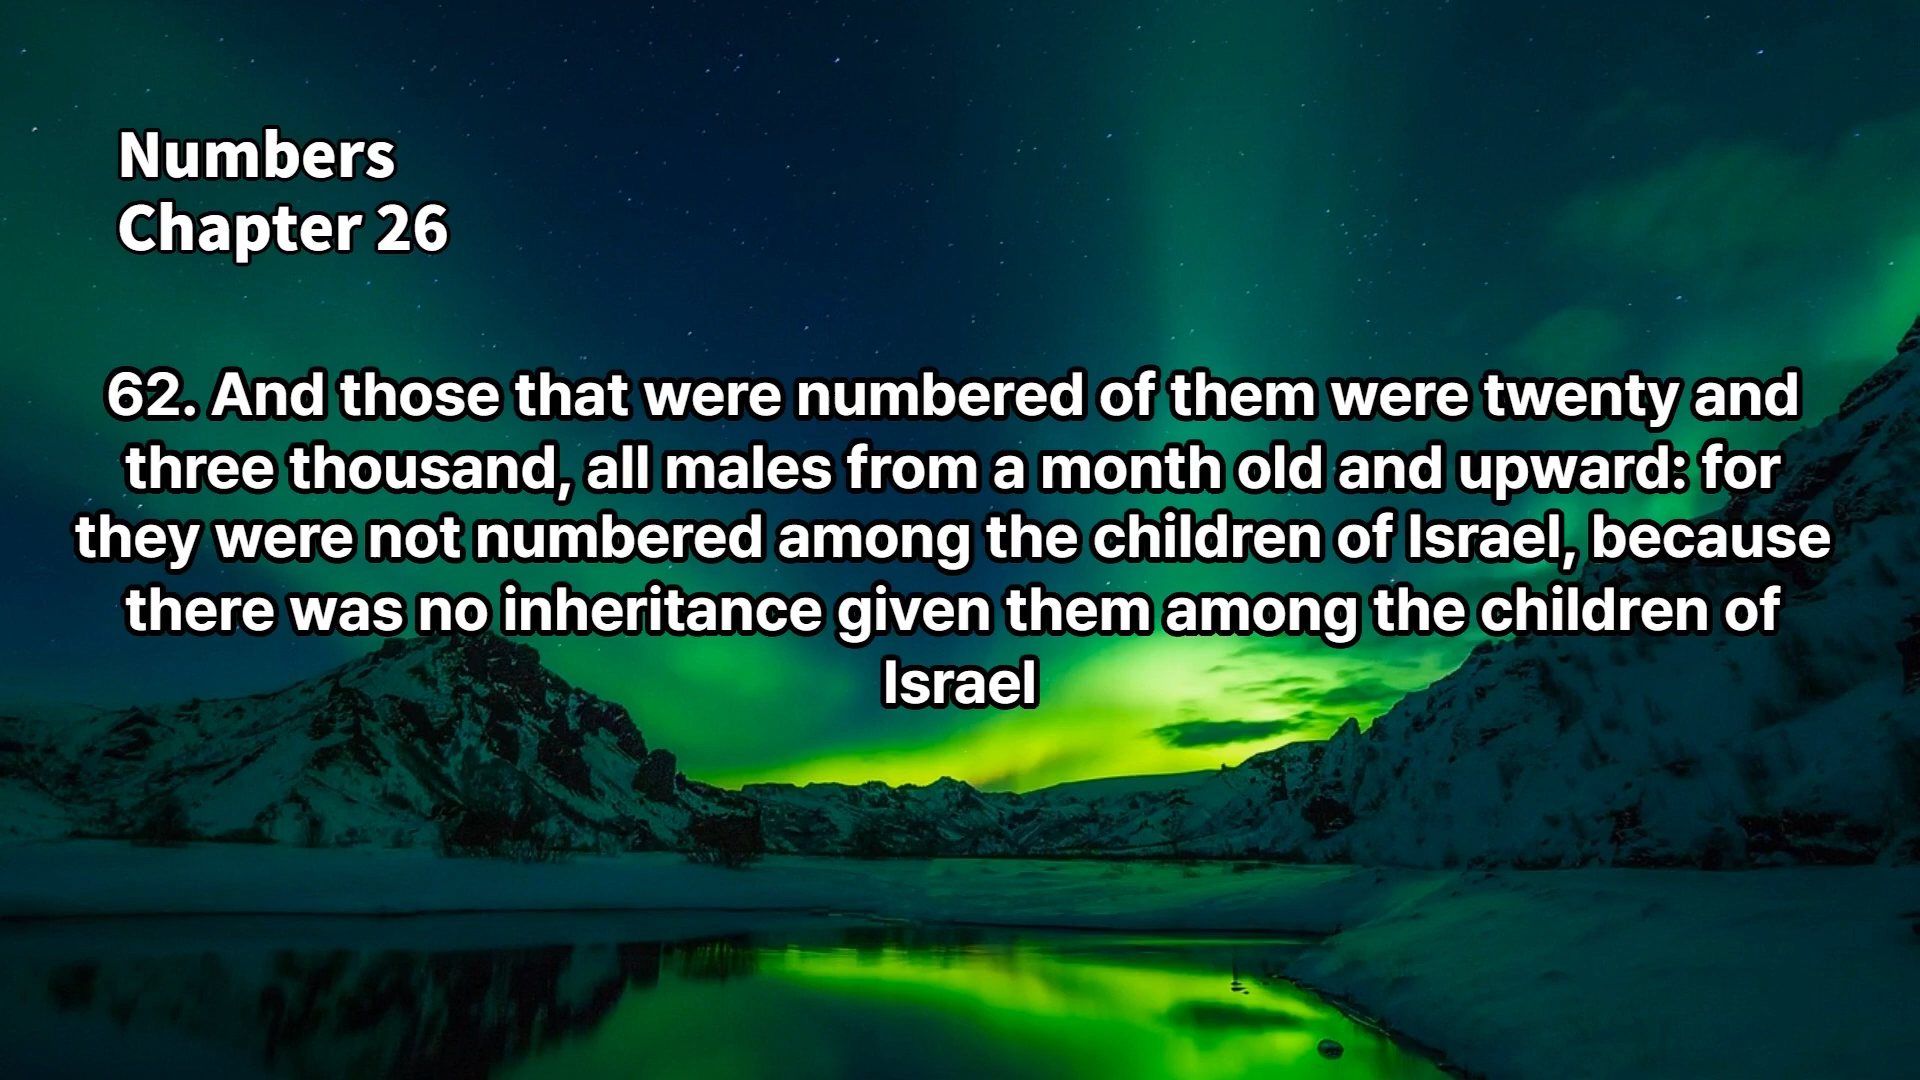 Numbers
Chapter 26
62. And those that were numbered of them were twenty and
three thousand, all males from a month old and upward: for
they were not numbered among the children of Israel, because
there was no inheritance given them among the children of
Israel